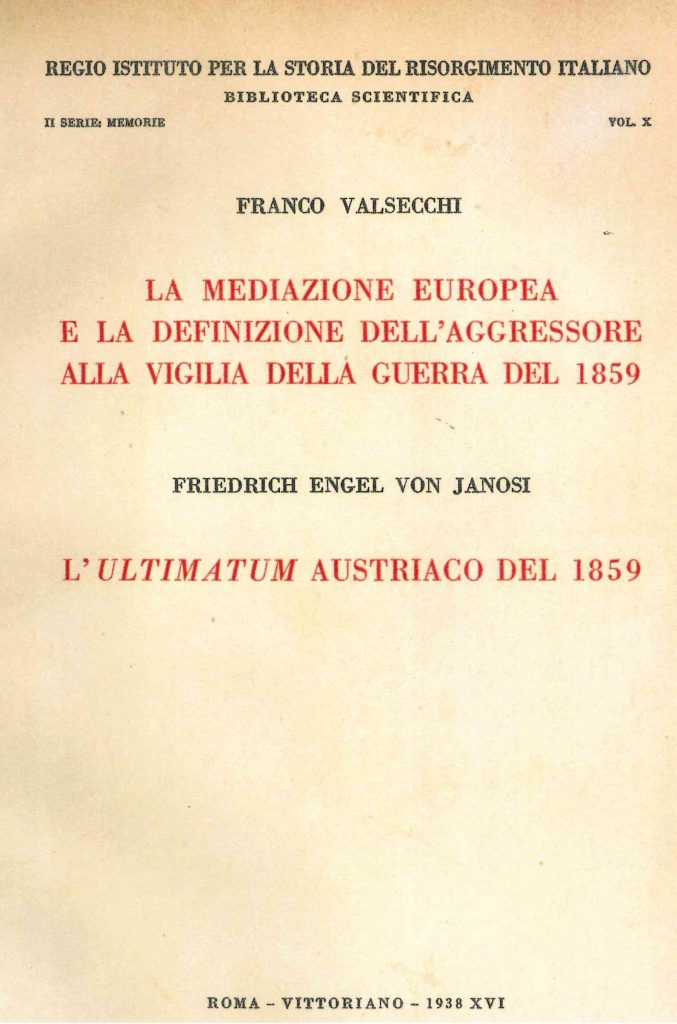 REGIO ISTITUTO PER LA STORIA DEL RISORGIMENTO ITALIANO
BIBLIOTECA SCIENTIFICA
II SERIE: MEMORIE VOL. X
FRANCO VALSECCHI
LA MEDIAZIONE EUROPEA
E LA DEFINIZIONE DELL'AGGRESSORE
ALLA VIGILIA DELLA GUERRA DEL 1859
FRIEDRICH ENGEL VON JANOSI
L'ULTIMATUM AUSTRIACO DEL 1859
ROMA – VITTORIANO – 1938 XVI